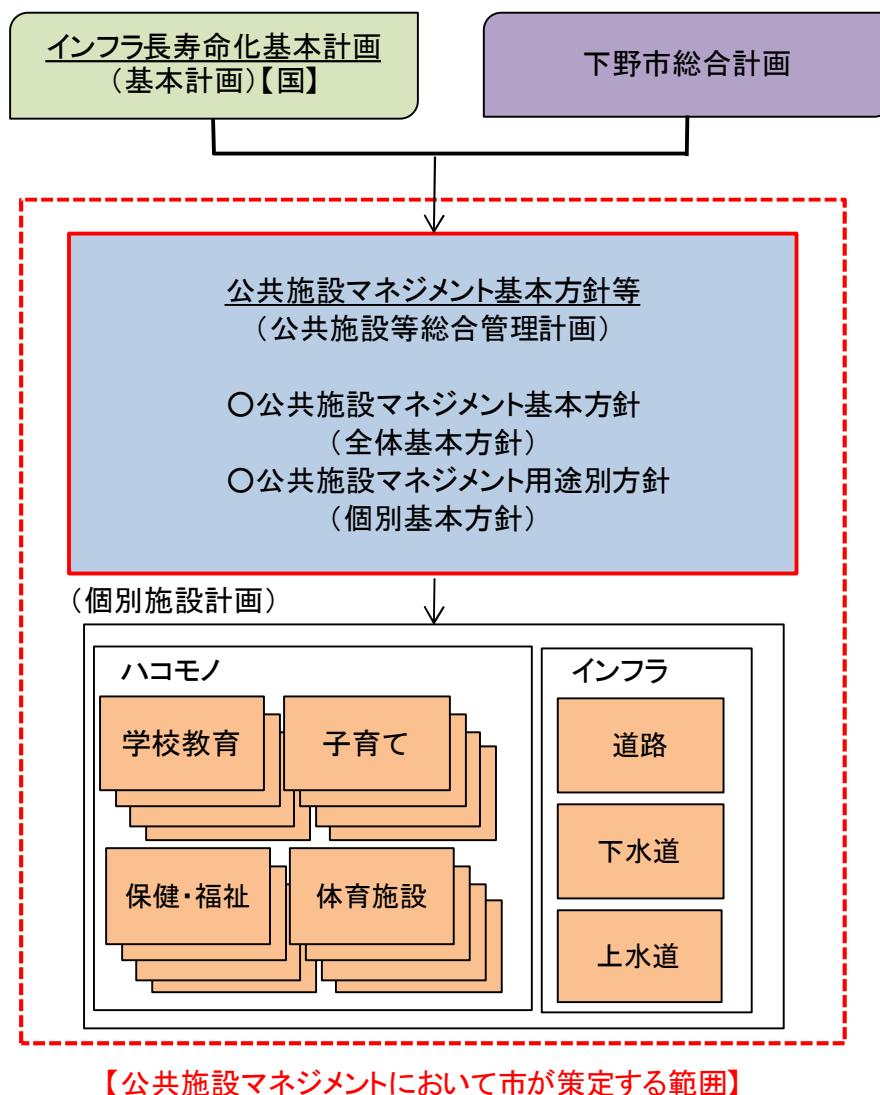 インフラ長寿命化基本計画
(基本計画)【国】
下野市総合計画
公共施設マネジメント基本方針等
(公共施設等総合管理計画)
〇公共施設マネジメント基本方針
(全体基本方針)
〇公共施設マネジメント用途別方針
(個別基本方針)
(個別施設計画)
ハコモノ
学校教育
子育て
保健・福祉
体育施設
インフラ
道路
下水道
上水道
【公共施設マネジメントにおいて市が策定する範囲】